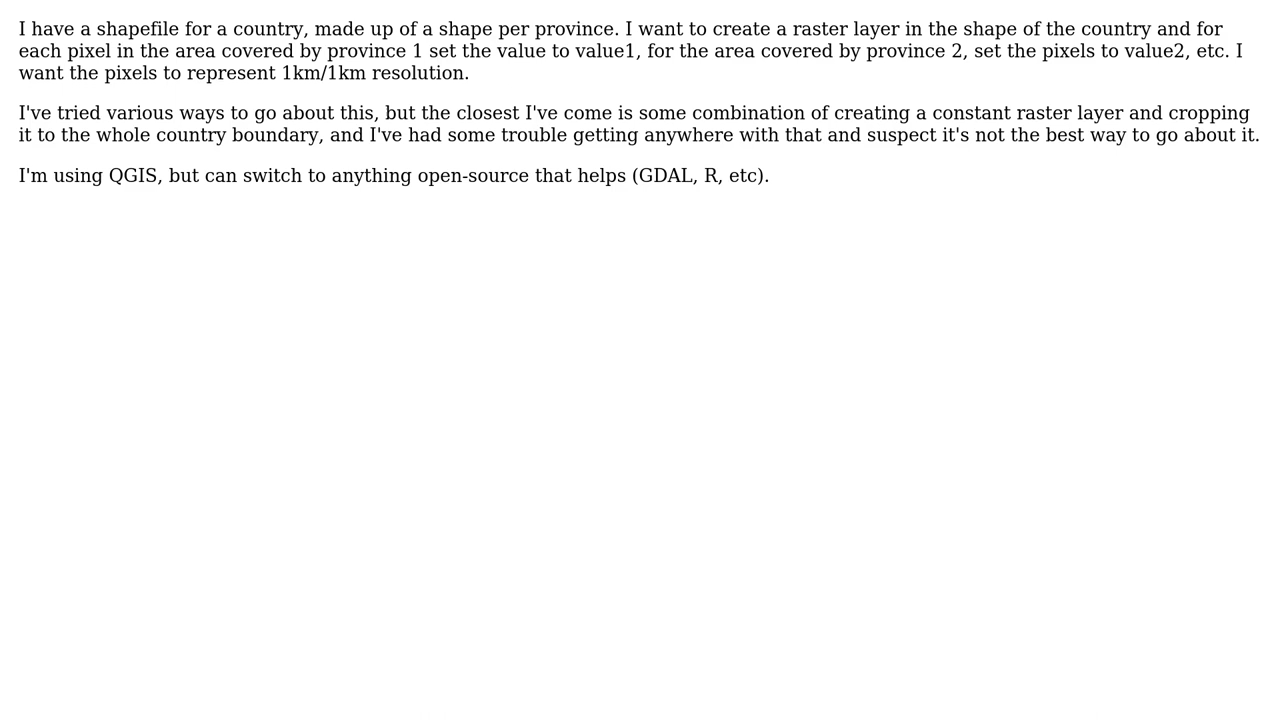 I have a shapefile for a country, made up of a shape per province. I want to create a raster layer in the shape of the country and for
each pixel in the area covered by province 1 set the value to value1, for the area covered by province 2, set the pixels to value2, etc. I
want the pixels to represent 1km/1km resolution.
I've tried various ways to go about this, but the closest I've come is some combination of creating a constant raster layer and cropping
it to the whole country boundary, and I've had some trouble getting anywhere with that and suspect it's not the best way to go about it.
I'm using QGIS, but can switch to anything open-source that helps (GDAL, R, etc).